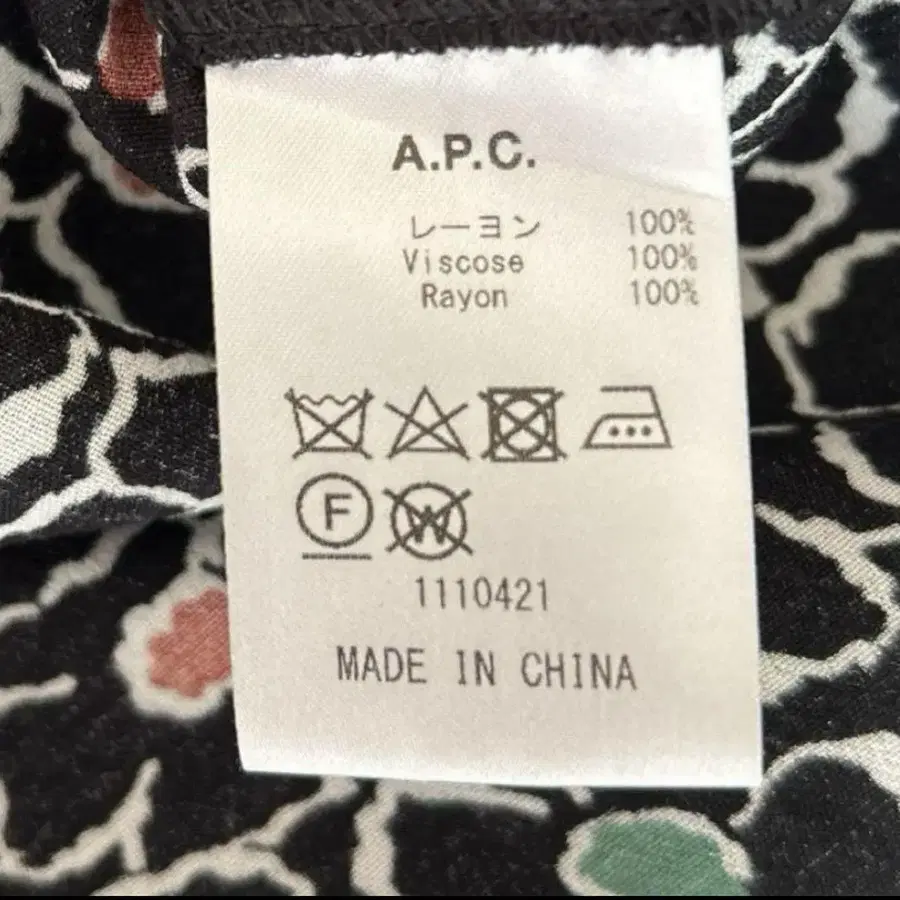 A.P.C.
レーヨン 100%
Viscose 100%
Rayon 100%
F W
1110421
MADE IN CHINA